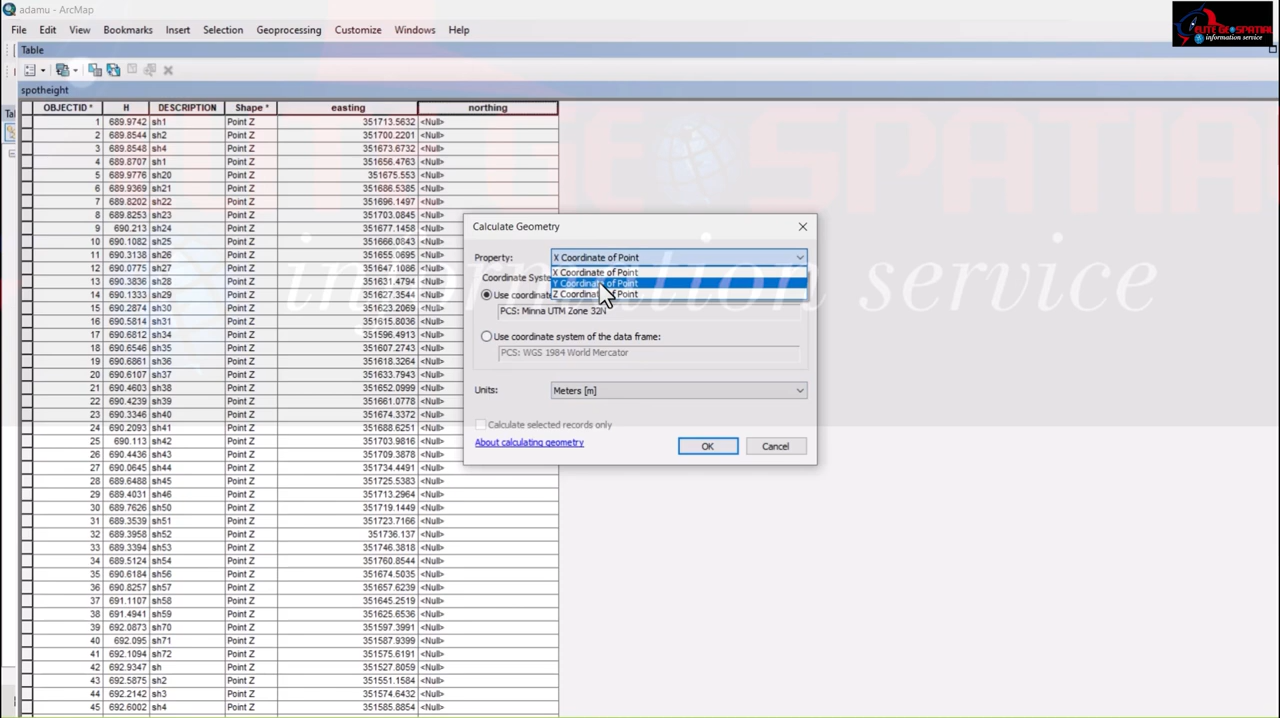 adamu - ArcMap
ELITE GEOSPATIAL
information service
File Edit View Bookmarks Insert Selection Geoprocessing Customize Windows Help
Table
spotheight
OBJECTID * H DESCRIPTION Shape * easting northing
1 689.9742 sh1 Point Z 351713.5632 <Null>
2 689.8544 sh2 Point Z 351700.2201 <Null>
3 689.8548 sh4 Point Z 351673.6732 <Null>
4 689.8707 sh1 Point Z 351656.4763 <Null>
5 689.9776 sh20 Point Z 351675.553 <Null>
6 689.9369 sh21 Point Z 351686.5385 <Null>
7 689.8202 sh22 Point Z 351696.1497 <Null>
8 689.8253 sh23 Point Z 351703.0845 <Null>
9 690.213 sh24 Point Z 351677.1458 <Null>
10 690.1082 sh25 Point Z 351666.0843 <Null>
11 690.3138 sh26 Point Z 351655.0695 <Null>
12 690.0775 sh27 Point Z 351647.1086 <Null>
13 690.3836 sh28 Point Z 351631.4794 <Null>
14 690.1333 sh29 Point Z 351627.3544 <Null>
15 690.2874 sh30 Point Z 351623.2069 <Null>
16 690.5814 sh31 Point Z 351615.8036 <Null>
17 690.6811 sh34 Point Z 351596.4913 <Null>
18 690.6546 sh35 Point Z 351607.2743 <Null>
19 690.6861 sh36 Point Z 351618.3264 <Null>
20 690.6107 sh37 Point Z 351633.7943 <Null>
21 690.4603 sh38 Point Z 351652.0999 <Null>
22 690.4239 sh39 Point Z 351661.0772 <Null>
23 690.3346 sh40 Point Z 351674.3372 <Null>
24 690.2093 sh41 Point Z 351688.6251 <Null>
25 690.113 sh42 Point Z 351703.9816 <Null>
26 690.4436 sh43 Point Z 351709.3878 <Null>
27 690.0645 sh44 Point Z 351734.4491 <Null>
28 689.6488 sh45 Point Z 351725.5383 <Null>
29 689.4031 sh46 Point Z 351713.2964 <Null>
30 689.7626 sh50 Point Z 351719.1449 <Null>
31 689.3539 sh51 Point Z 351723.7166 <Null>
32 689.3958 sh52 Point Z 351736.137 <Null>
33 689.3394 sh53 Point Z 351746.3818 <Null>
34 689.5124 sh54 Point Z 351760.8544 <Null>
35 690.6184 sh56 Point Z 351674.5035 <Null>
36 690.8257 sh57 Point Z 351657.6239 <Null>
37 691.1107 sh58 Point Z 351645.2519 <Null>
38 691.4941 sh59 Point Z 351625.6536 <Null>
39 692.0873 sh70 Point Z 351597.3991 <Null>
40 692.095 sh71 Point Z 351587.9399 <Null>
41 692.1094 sh72 Point Z 351575.6191 <Null>
42 692.9347 sh Point Z 351527.8059 <Null>
43 692.5875 sh2 Point Z 351551.1584 <Null>
44 692.2142 sh3 Point Z 351574.6432 <Null>
45 692.6002 sh4 Point Z 351585.8854 <Null>
Calculate Geometry
Property: X Coordinate of Point
X Coordinate of Point
Coordinate Syste
Y Coordinate of Point
Use coordinate
Z Coordinate of Point
PCS: Minna UTM Zone 32N
Use coordinate system of the data frame:
PCS: WGS 1984 World Mercator
Units: Meters [m]
Calculate selected records only
About calculating geometry
OK Cancel
information service